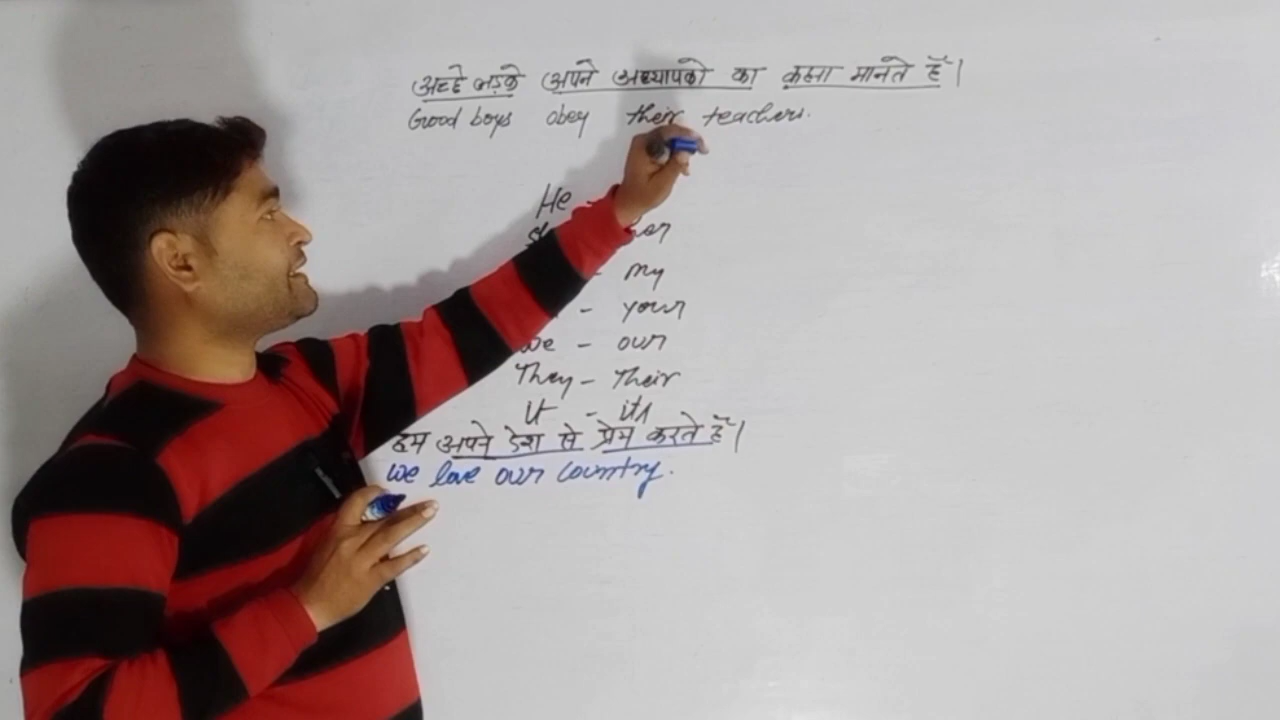 अच्छे लड़के अपने अध्यापको का कहना मानते हैं।
Good boys obey their teachers.
He
my
- your
we - our
They - Their
it - its
हम अपने देश से प्रेम करते हैं।
we love our country.